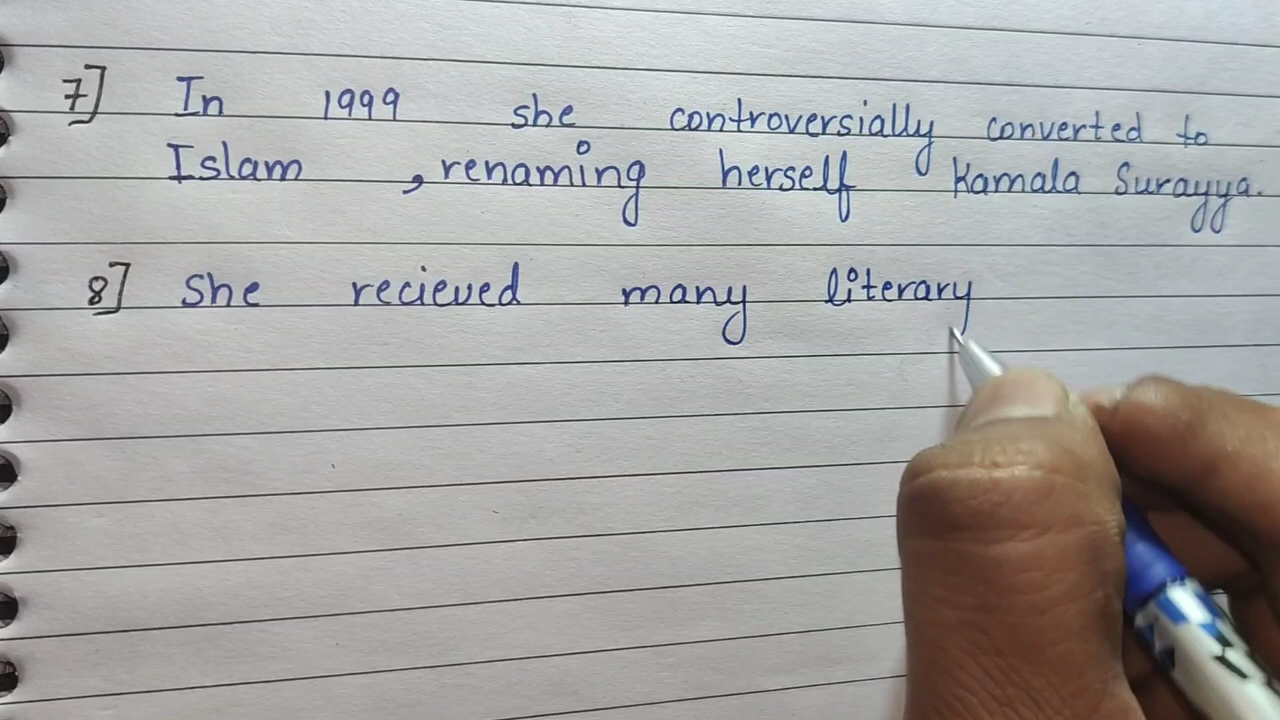 7] In 1999 she controversially converted to
Islam , renaming herself Kamala Surayya.
8] She recieved many literary